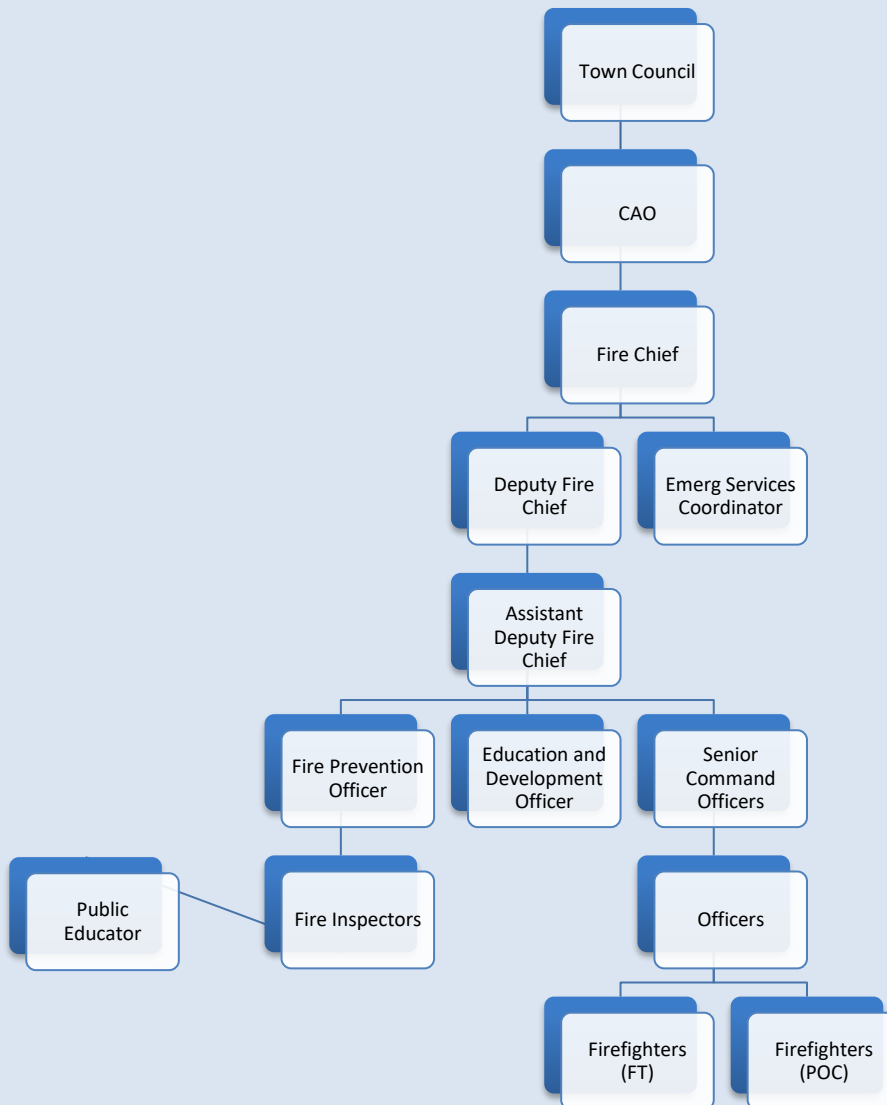 Town Council
CAO
Fire Chief
Deputy Fire
Chief
Emerg Services
Coordinator
Assistant
Deputy Fire
Chief
Fire Prevention
Officer
Education and
Development
Officer
Senior
Command
Officers
Public
Educator
Fire Inspectors
Officers
Firefighters
(FT)
Firefighters
(POC)